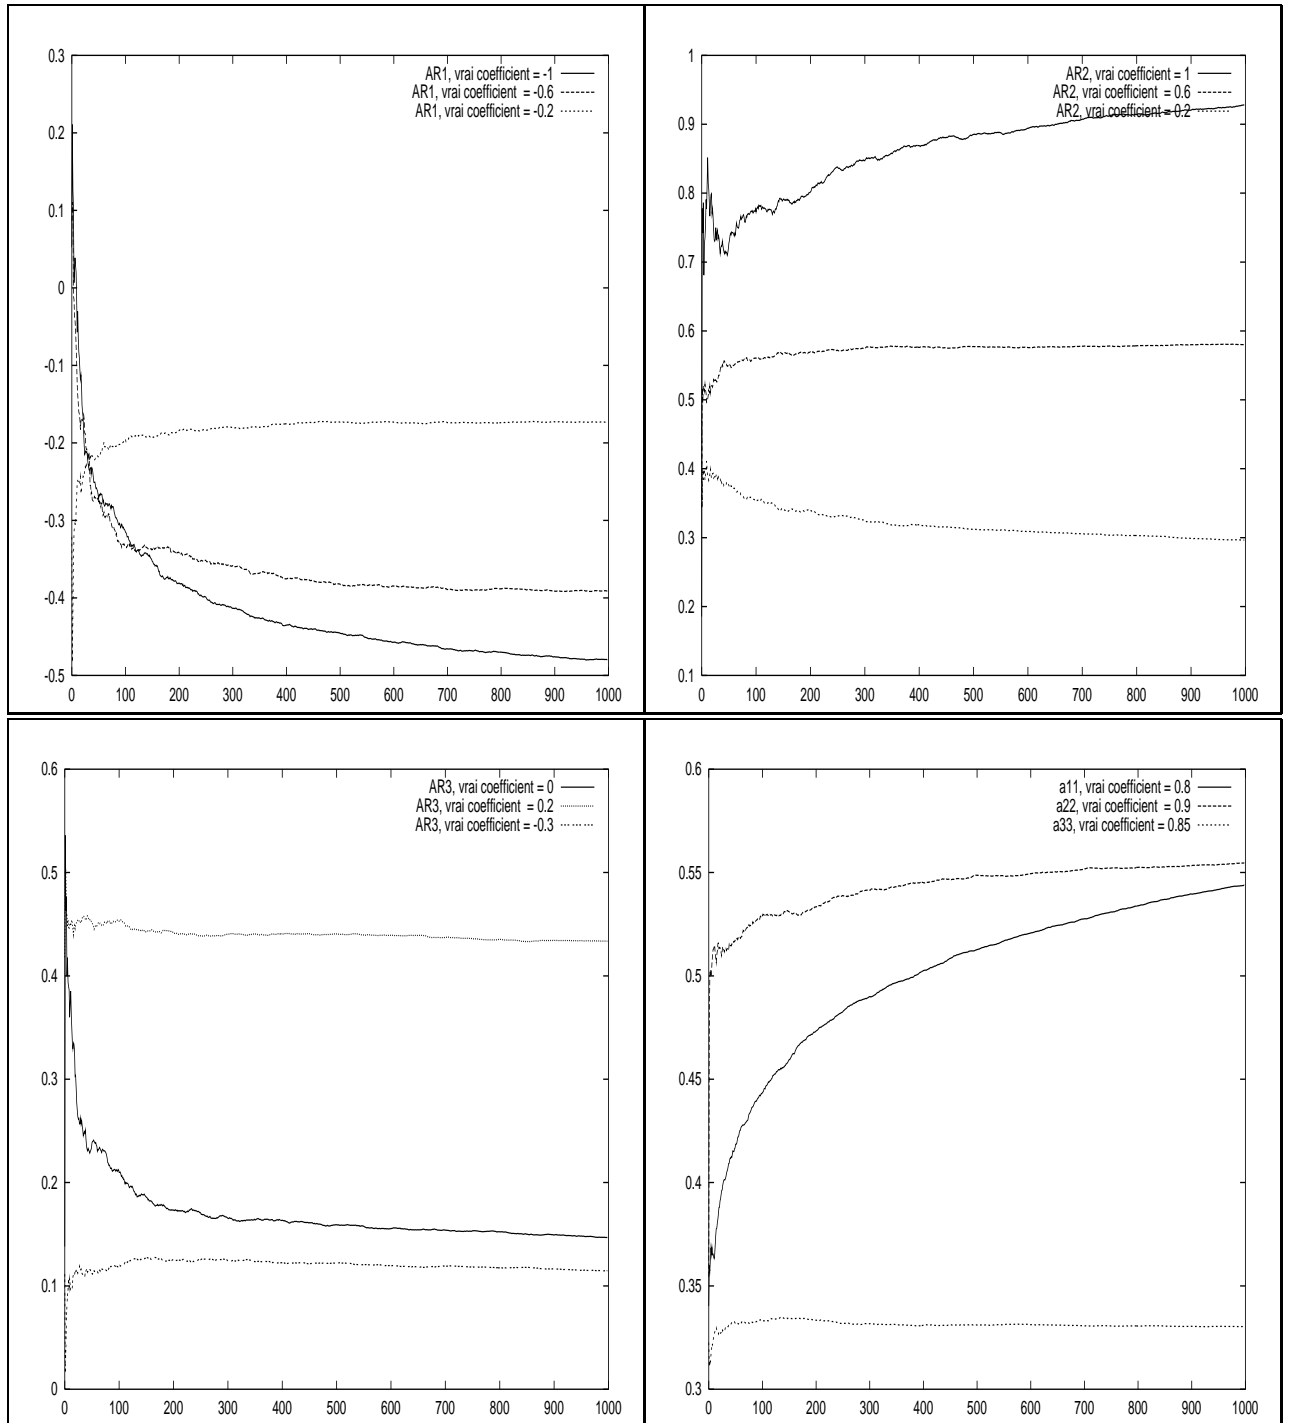 0.3
0.2
0.1
0
-0.1
-0.2
-0.3
-0.4
-0.5
AR1, vrai coefficient = -1
AR1, vrai coefficient = -0.6
AR1, vrai coefficient = -0.2
0 100 200 300 400 500 600 700 800 900 1000
1
0.9
0.8
0.7
0.6
0.5
0.4
0.3
0.2
0.1
AR2, vrai coefficient = 1
AR2, vrai coefficient = 0.6
AR2, vrai coefficient = 0.2
0 100 200 300 400 500 600 700 800 900 1000
0.6
0.5
0.4
0.3
0.2
0.1
0
AR3, vrai coefficient = 0
AR3, vrai coefficient = 0.2
AR3, vrai coefficient = -0.3
0 100 200 300 400 500 600 700 800 900 1000
0.6
0.55
0.5
0.45
0.4
0.35
0.3
a11, vrai coefficient = 0.8
a22, vrai coefficient = 0.9
a33, vrai coefficient = 0.85
0 100 200 300 400 500 600 700 800 900 1000